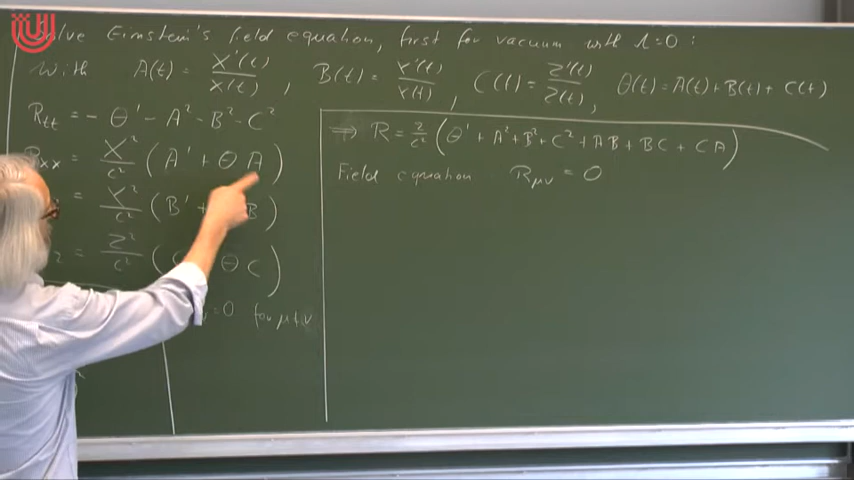 Solve Einstein's field equation, first for vacuum with Λ=0 :
With A(t) = X'(t)/X(t) B(t) = Y'(t)/Y(t) , C(t) = Z'(t)/Z(t) , Θ(t) = A(t) + B(t) + C(t)
R_tt = - Θ' - A² - B² - C²
R_xx = X²/c² (A' + Θ A)
= Y²/c² (B' + B)
= Z²/c² ( Θ C)
=0 for μ≠ν
⇒ R = 2/c² (Θ' + A² + B² + C² + AB + BC + CA)
Field equation R_μν = 0